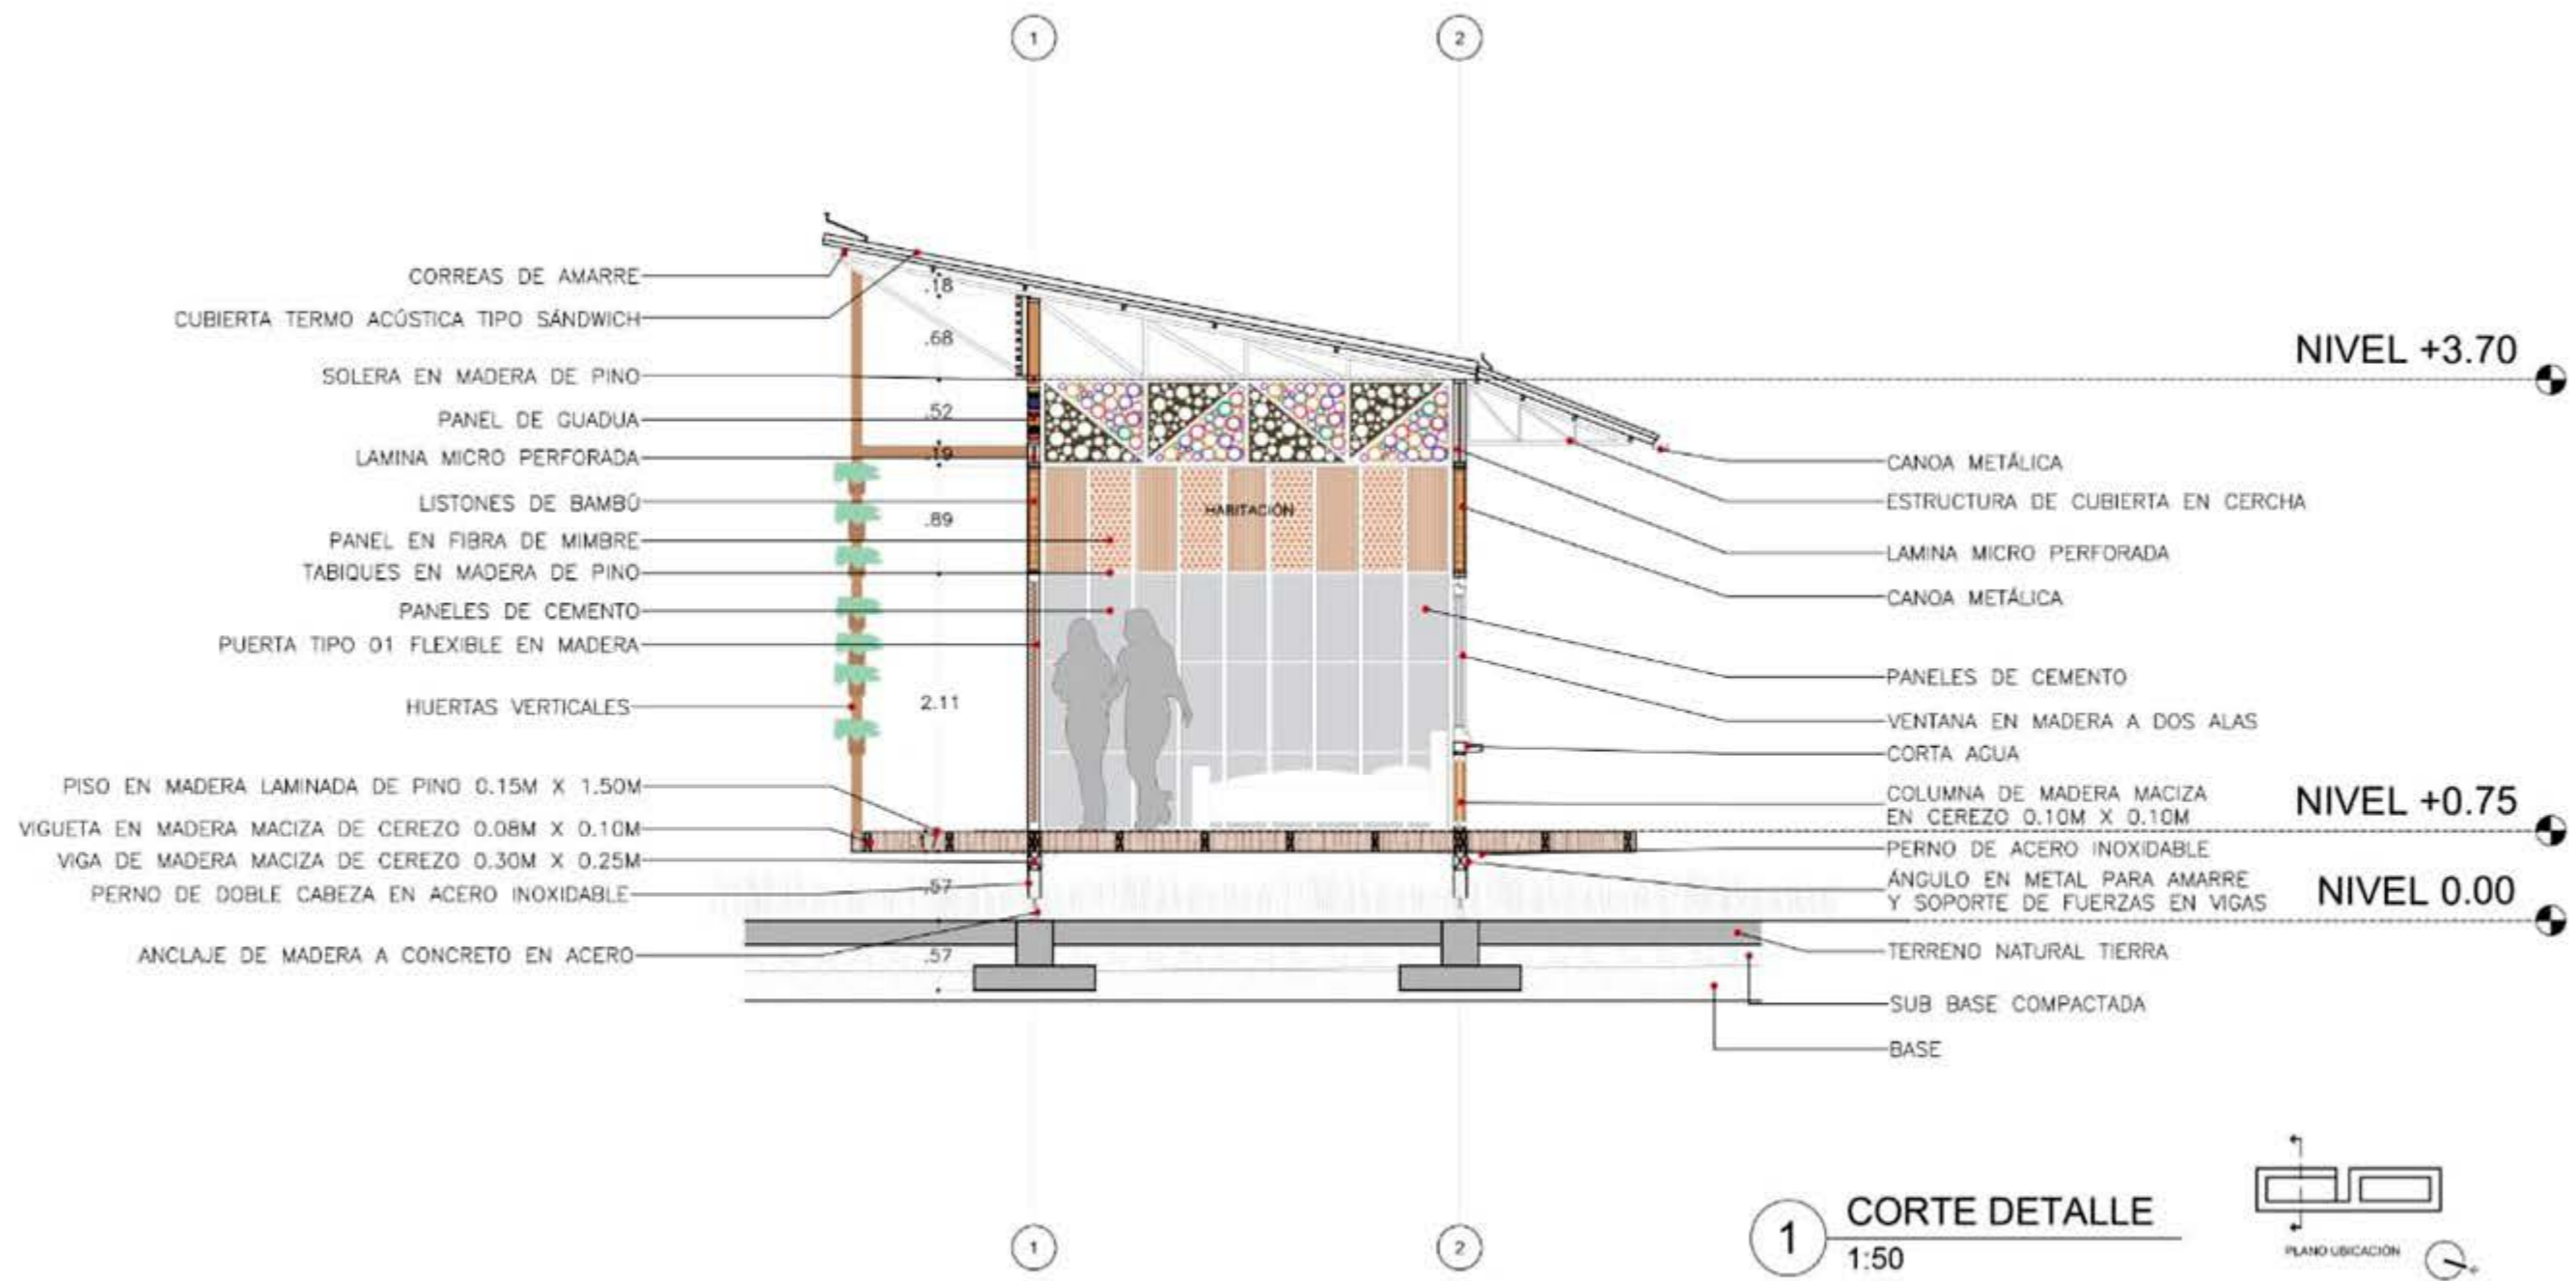 1
2
CORREAS DE AMARRE
CUBIERTA TERMO ACÚSTICA TIPO SÁNDWICH
SOLERA EN MADERA DE PINO
PANEL DE GUADUA
LAMINA MICRO PERFORADA
LISTONES DE BAMBÚ
PANEL EN FIBRA DE MIMBRE
TABIQUES EN MADERA DE PINO
PANELES DE CEMENTO
PUERTA TIPO 01 FLEXIBLE EN MADERA
HUERTAS VERTICALES
PISO EN MADERA LAMINADA DE PINO 0.15M X 1.50M
VIGUETA EN MADERA MACIZA DE CEREZO 0.08M X 0.10M
VIGA DE MADERA MACIZA DE CEREZO 0.30M X 0.25M
PERNO DE DOBLE CABEZA EN ACERO INOXIDABLE
ANCLAJE DE MADERA A CONCRETO EN ACERO
.18
.68
.52
.19
.89
2.11
.17
.57
.57
HABITACIÓN
CANOA METÁLICA
ESTRUCTURA DE CUBIERTA EN CERCHA
LAMINA MICRO PERFORADA
CANOA METÁLICA
PANELES DE CEMENTO
VENTANA EN MADERA A DOS ALAS
CORTA AGUA
COLUMNA DE MADERA MACIZA
EN CEREZO 0.10M X 0.10M
PERNO DE ACERO INOXIDABLE
ÁNGULO EN METAL PARA AMARRE
Y SOPORTE DE FUERZAS EN VIGAS
TERRENO NATURAL TIERRA
SUB BASE COMPACTADA
BASE
NIVEL +3.70
NIVEL +0.75
NIVEL 0.00
1
2
1
CORTE DETALLE
1:50
PLANO UBICACIÓN